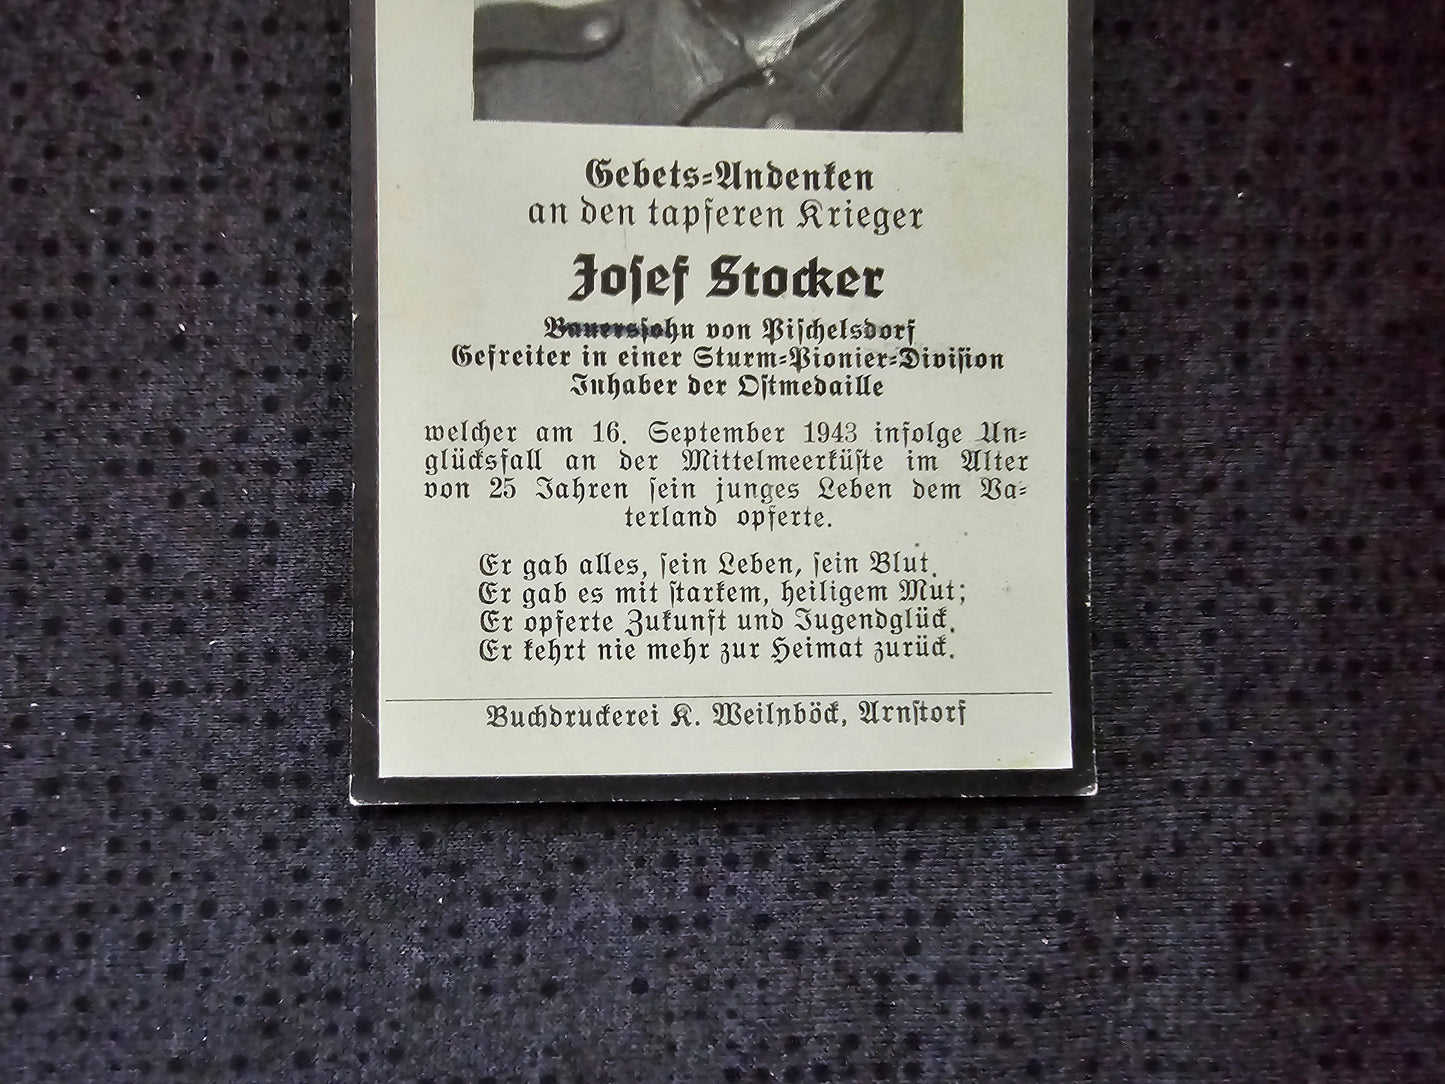 Gebets-Andenken
an den tapferen Krieger
Josef Stocker
Bauerssohn von Pischelsdorf
Gefreiter in einer Sturm-Pionier-Division
Inhaber der Ostmedaille
welcher am 16. September 1943 infolge Un-
glücksfall an der Mittelmeerküste im Alter
von 25 Jahren sein junges Leben dem Va-
terland opferte.
Er gab alles, sein Leben, sein Blut.
Er gab es mit starkem, heiligem Mut;
Er opferte Zukunft und Jugendglück.
Er kehrt nie mehr zur Heimat zurück.
Buchdruckerei K. Weilnböck, Arnstorf